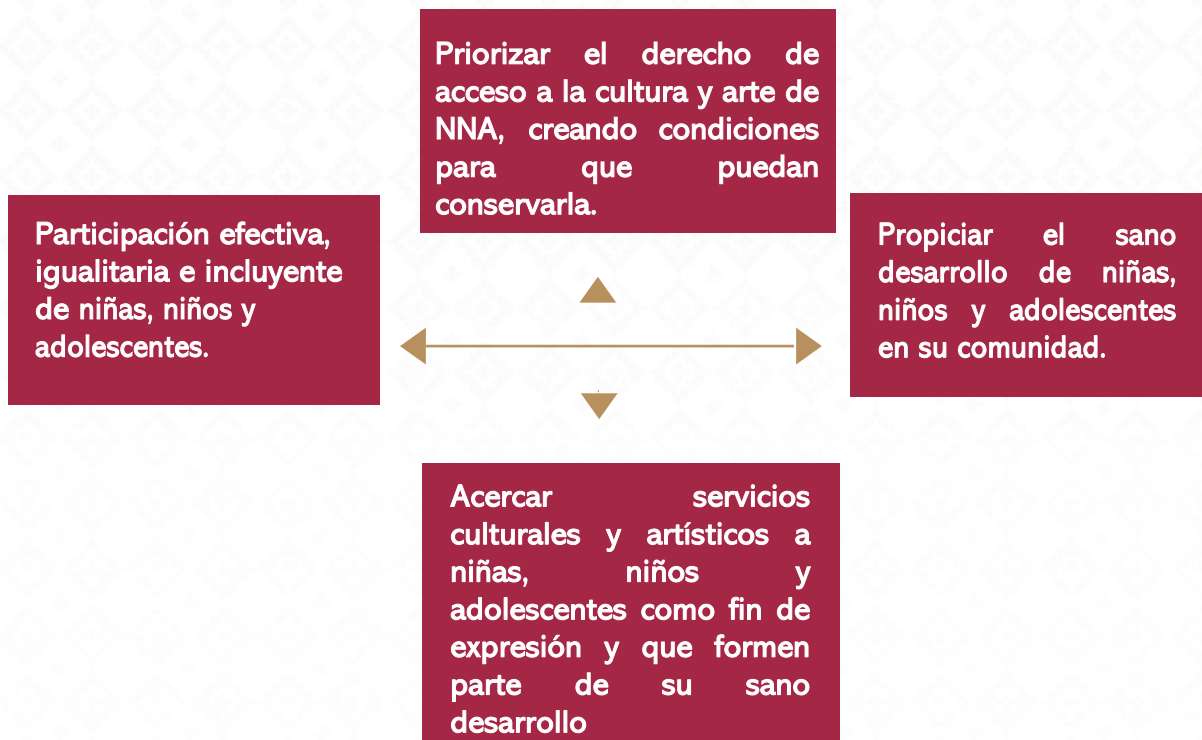 Priorizar el derecho de
acceso a la cultura y arte de
NNA, creando condiciones
para que puedan
conservarla.
Participación efectiva,
igualitaria e incluyente
de niñas, niños y
adolescentes.
Propiciar el sano
desarrollo de niñas,
niños y adolescentes
en su comunidad.
Acercar servicios
culturales y artísticos a
niñas, niños y
adolescentes como fin de
expresión y que formen
parte de su sano
desarrollo